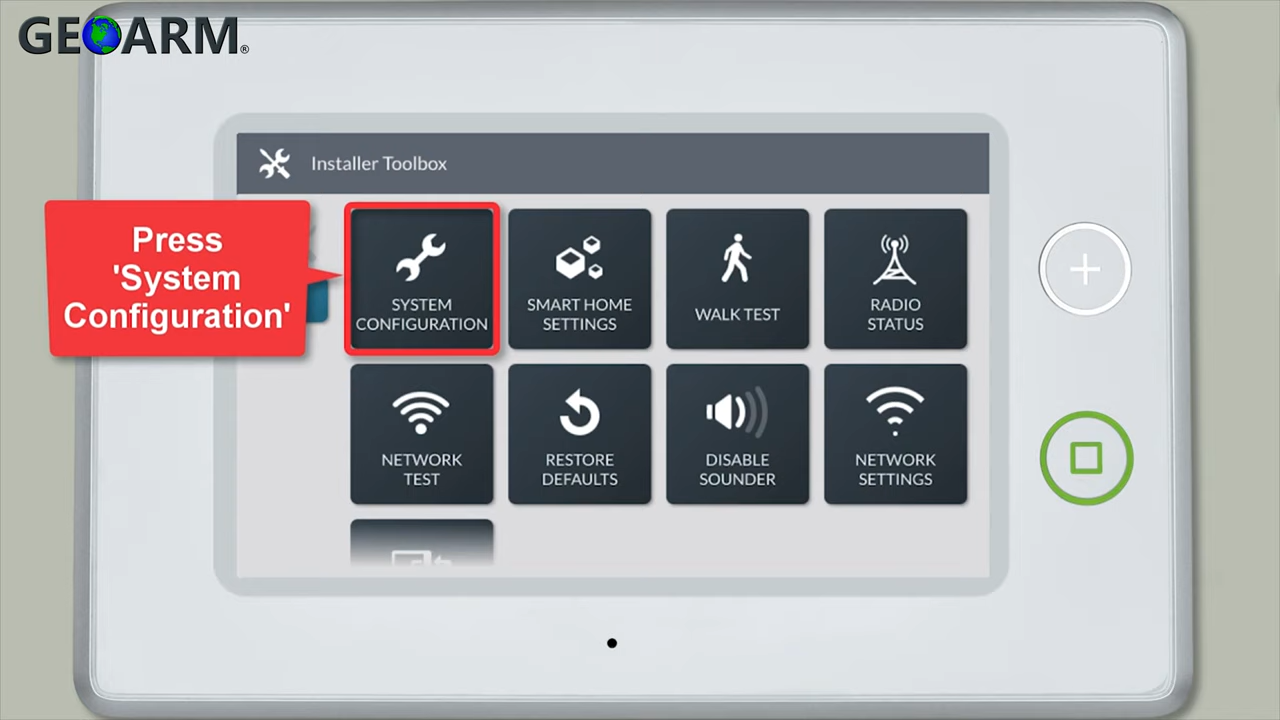 GEOARM®
Installer Toolbox
Press
'System
Configuration'
SYSTEM
CONFIGURATION
SMART HOME
SETTINGS
WALK TEST
RADIO
STATUS
NETWORK
TEST
RESTORE
DEFAULTS
DISABLE
SOUNDER
NETWORK
SETTINGS